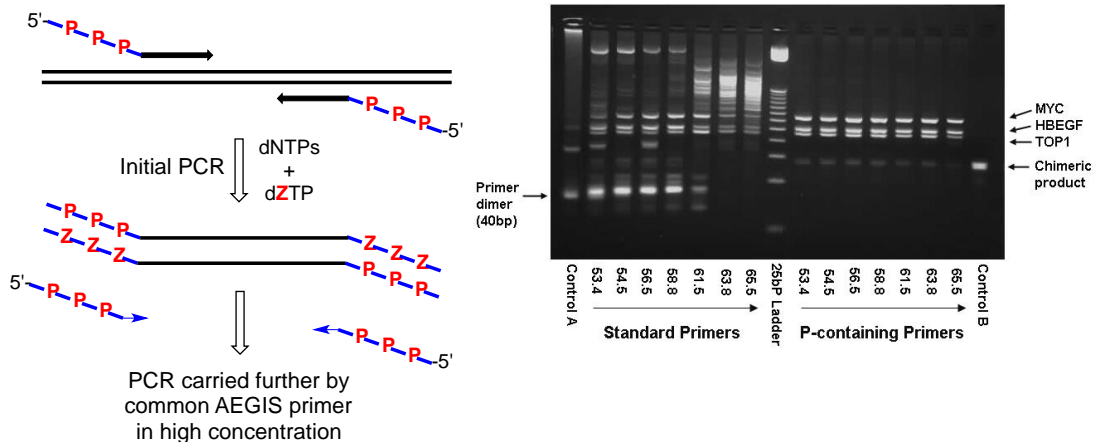 5'-
P P P
P P P
-5'
Initial PCR
dNTPs
+
dZTP
P P P
Z Z Z
Z Z Z
P P P
5'-
P P P
P P P
-5'
PCR carried further by
common AEGIS primer
in high concentration
Primer
dimer
(40bp)
MYC
HBEGF
TOP1
Chimeric
product
Control A
53.4
54.5
56.5
58.8
61.5
63.8
65.5
25bP Ladder
53.4
54.5
56.5
58.8
61.5
63.8
65.5
Control B
Standard Primers
P-containing Primers